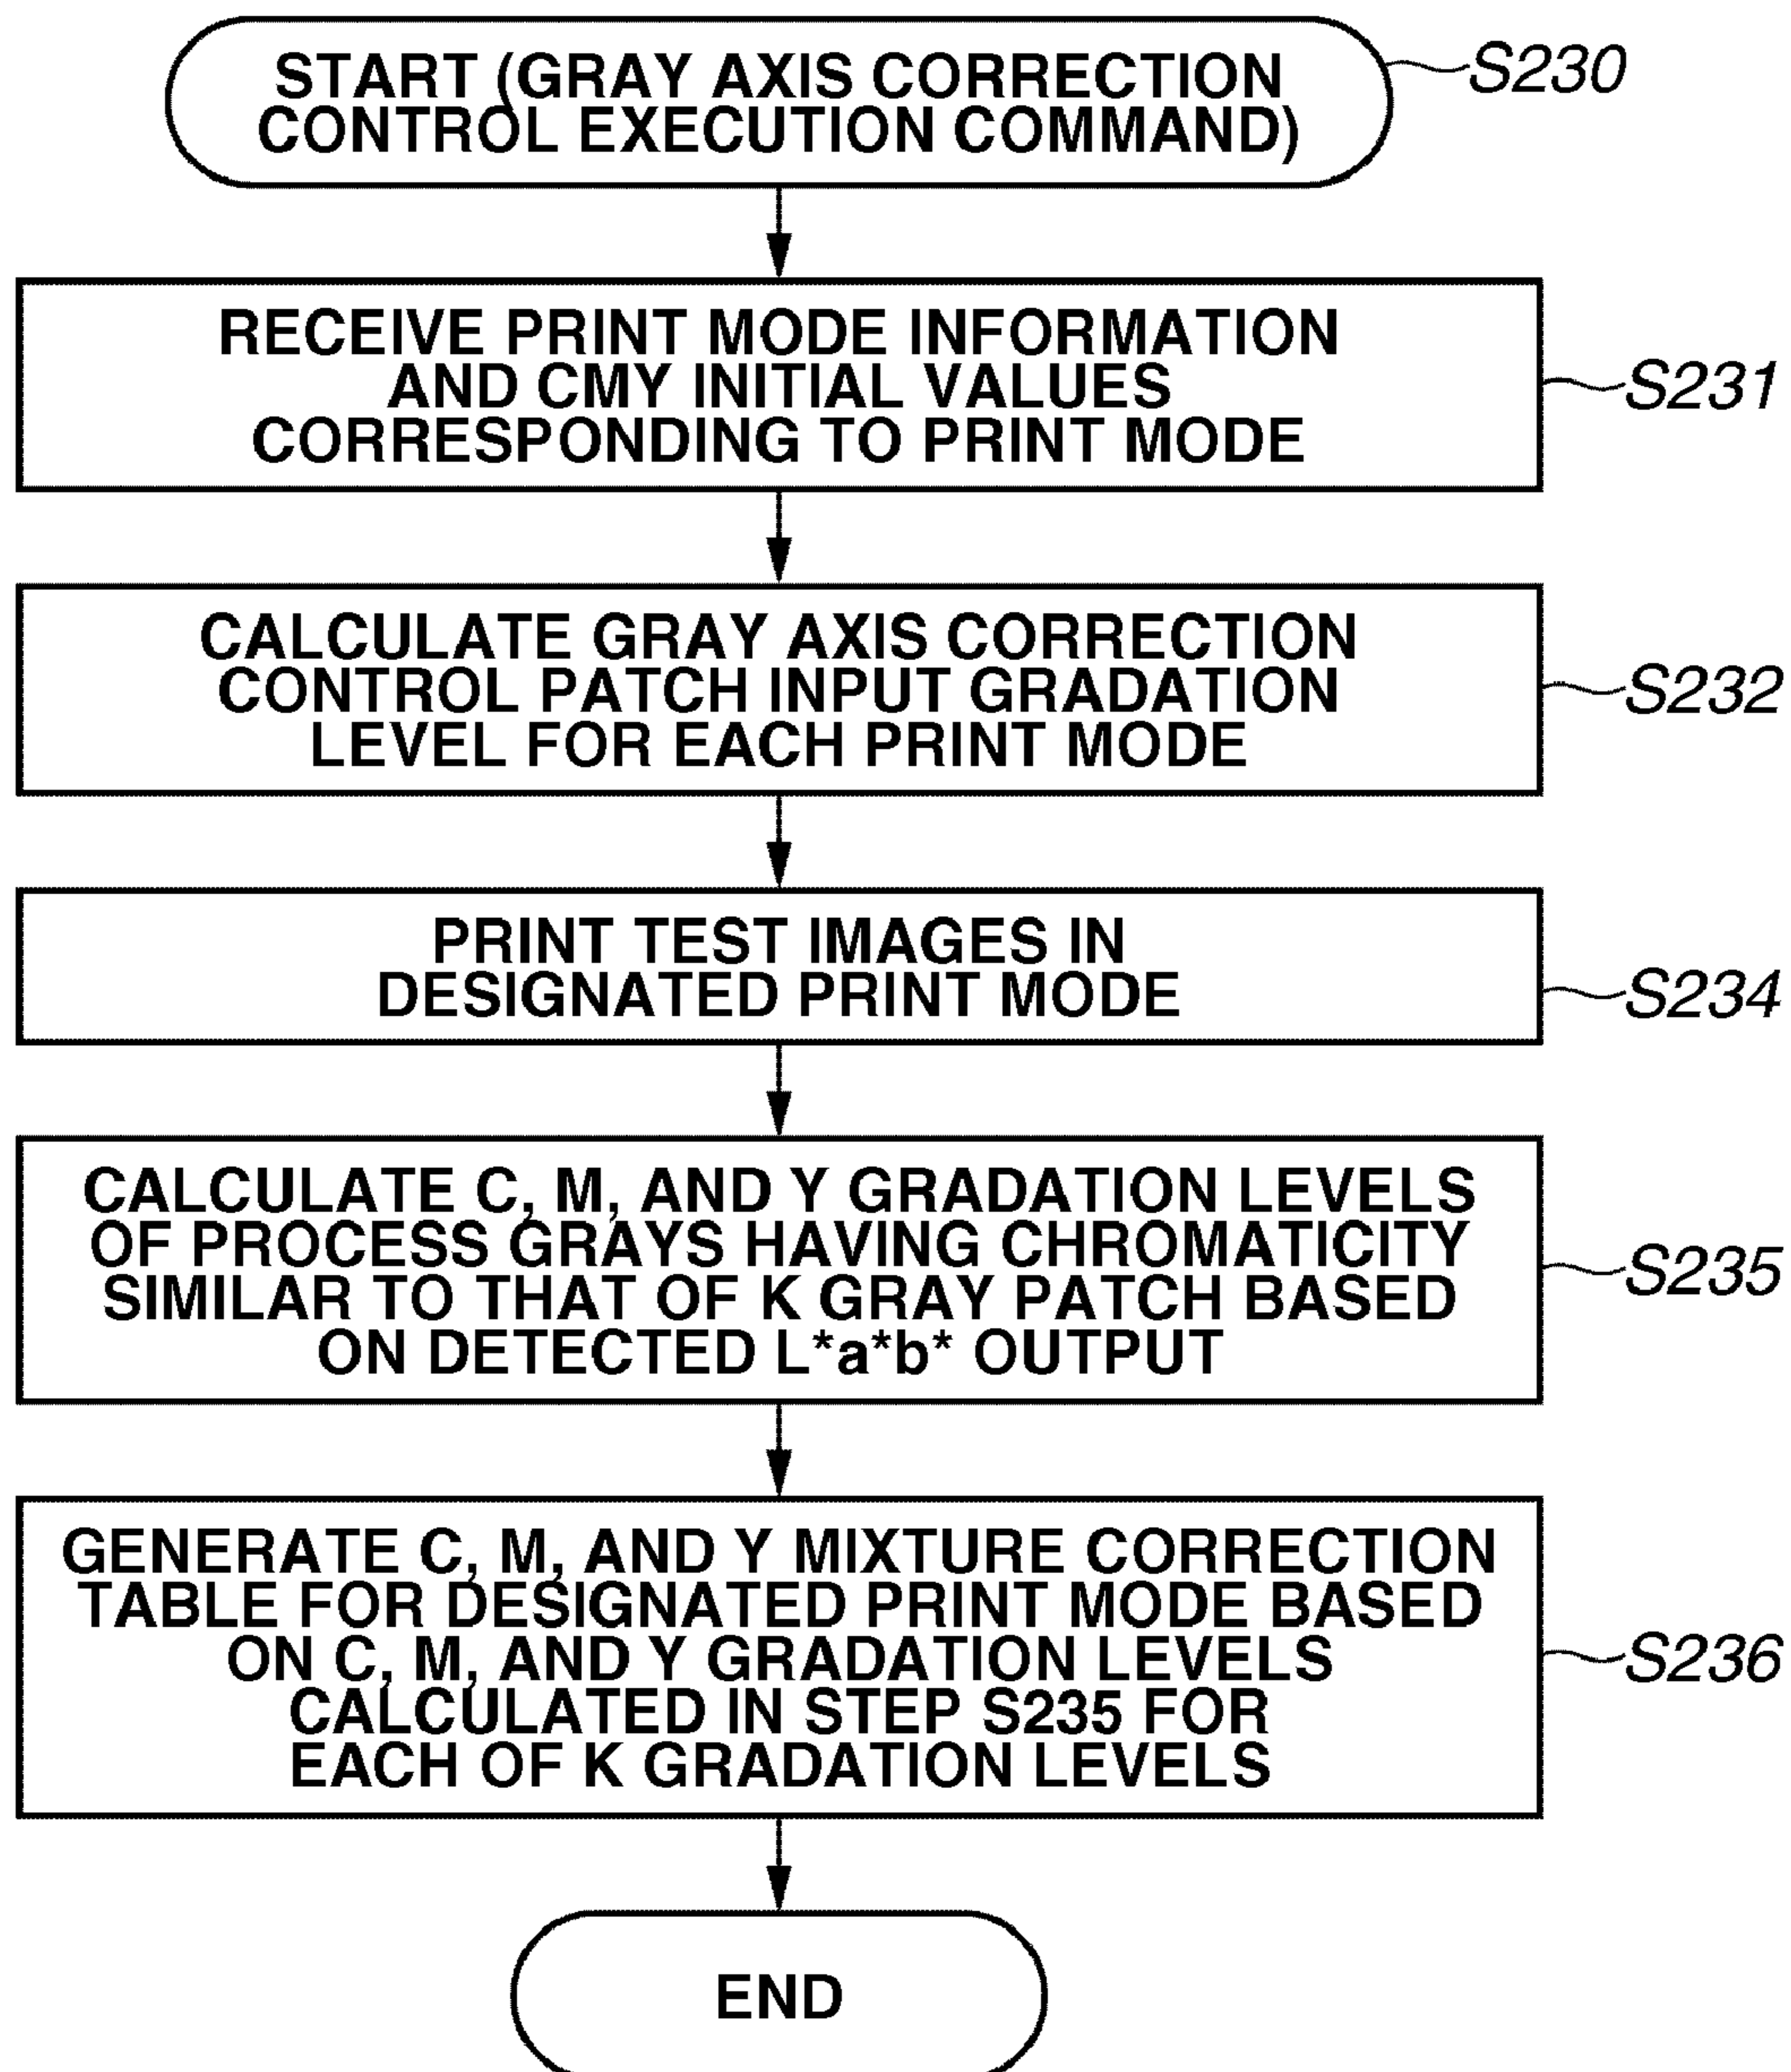 START (GRAY AXIS CORRECTION
CONTROL EXECUTION COMMAND)
S230
RECEIVE PRINT MODE INFORMATION
AND CMY INITIAL VALUES
CORRESPONDING TO PRINT MODE
S231
CALCULATE GRAY AXIS CORRECTION
CONTROL PATCH INPUT GRADATION
LEVEL FOR EACH PRINT MODE
S232
PRINT TEST IMAGES IN
DESIGNATED PRINT MODE
S234
CALCULATE C, M, AND Y GRADATION LEVELS
OF PROCESS GRAYS HAVING CHROMATICITY
SIMILAR TO THAT OF K GRAY PATCH BASED
ON DETECTED L*a*b* OUTPUT
S235
GENERATE C, M, AND Y MIXTURE CORRECTION
TABLE FOR DESIGNATED PRINT MODE BASED
ON C, M, AND Y GRADATION LEVELS
CALCULATED IN STEP S235 FOR
EACH OF K GRADATION LEVELS
S236
END